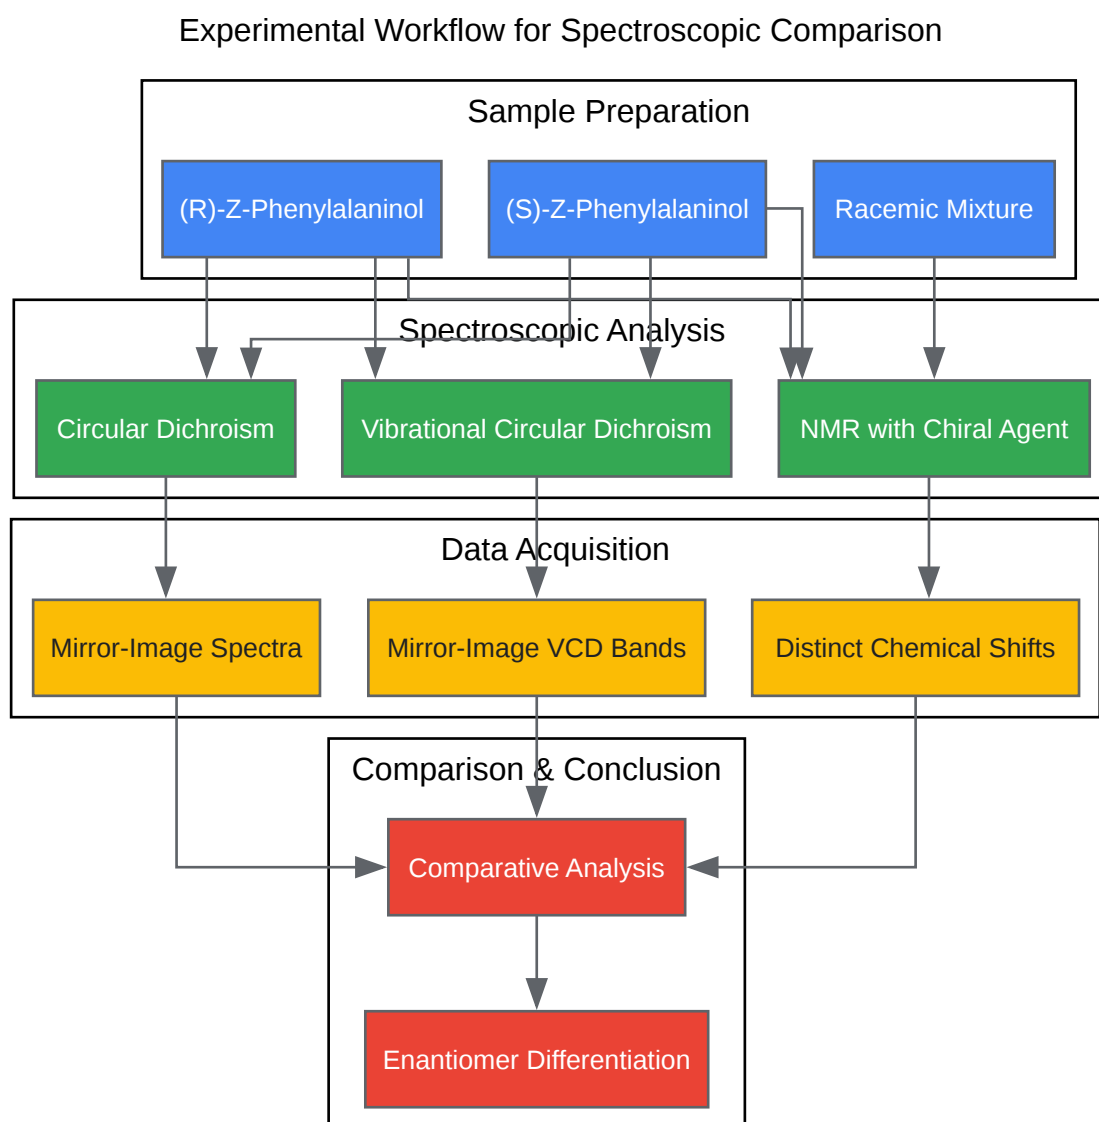 Experimental Workflow for Spectroscopic Comparison
Sample Preparation
(R)-Z-Phenylalaninol
(S)-Z-Phenylalaninol
Racemic Mixture
Spectroscopic Analysis
Circular Dichroism
Vibrational Circular Dichroism
NMR with Chiral Agent
Data Acquisition
Mirror-Image Spectra
Mirror-Image VCD Bands
Distinct Chemical Shifts
Comparison & Conclusion
Comparative Analysis
Enantiomer Differentiation